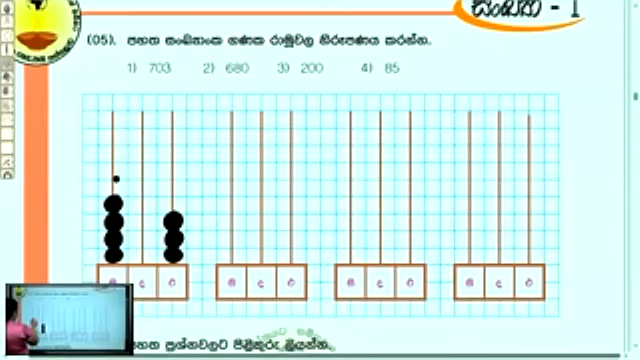 සංඛ්‍යා - 1
(05). පහත සංඛ්‍යාංක ගණක රාමුවල නිරූපණය කරන්න.
1) 703 2) 680 3) 200 4) 85
ද එ සි ද එ සි ද එ සි ද එ
පහත ප්‍රශ්නවලට පිළිතුරු ලියන්න.